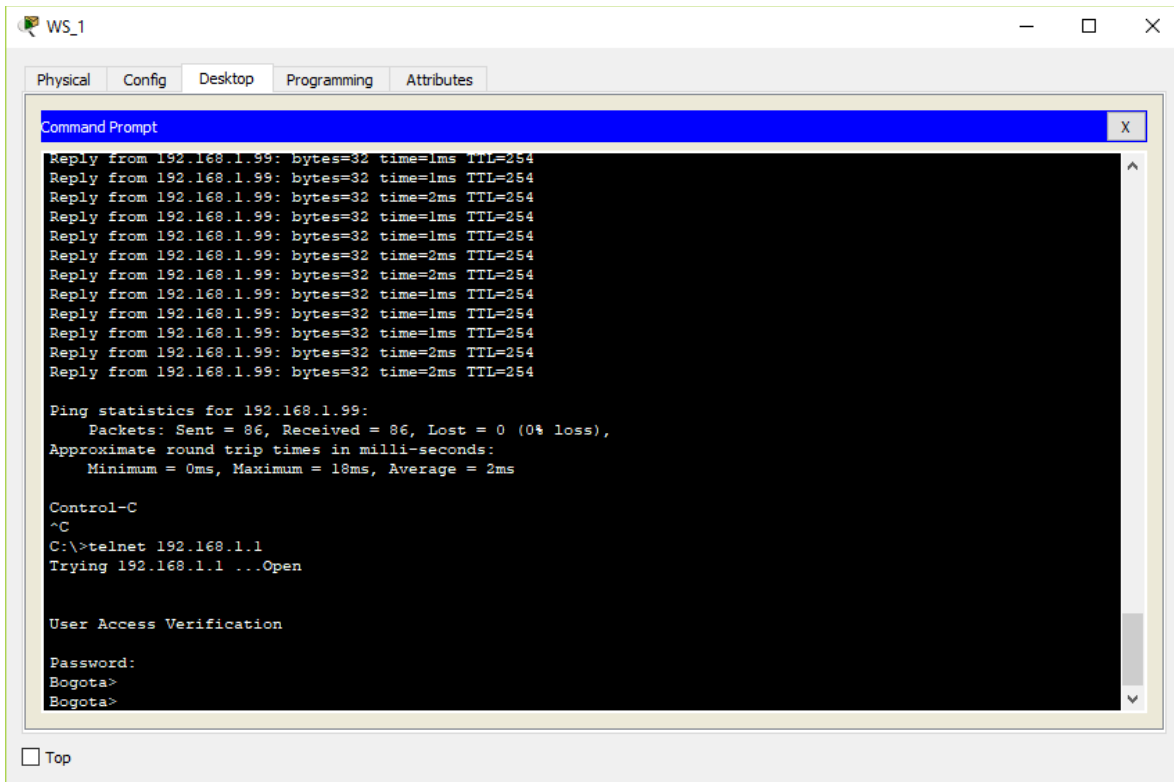 WS_1
Physical Config Desktop Programming Attributes
Command Prompt X
Reply from 192.168.1.99: bytes=32 time=1ms TTL=254
Reply from 192.168.1.99: bytes=32 time=1ms TTL=254
Reply from 192.168.1.99: bytes=32 time=2ms TTL=254
Reply from 192.168.1.99: bytes=32 time=1ms TTL=254
Reply from 192.168.1.99: bytes=32 time=1ms TTL=254
Reply from 192.168.1.99: bytes=32 time=2ms TTL=254
Reply from 192.168.1.99: bytes=32 time=2ms TTL=254
Reply from 192.168.1.99: bytes=32 time=1ms TTL=254
Reply from 192.168.1.99: bytes=32 time=1ms TTL=254
Reply from 192.168.1.99: bytes=32 time=1ms TTL=254
Reply from 192.168.1.99: bytes=32 time=2ms TTL=254
Reply from 192.168.1.99: bytes=32 time=2ms TTL=254
Ping statistics for 192.168.1.99:
Packets: Sent = 86, Received = 86, Lost = 0 (0% loss),
Approximate round trip times in milli-seconds:
Minimum = 0ms, Maximum = 18ms, Average = 2ms
Control-C
^C
C:\>telnet 192.168.1.1
Trying 192.168.1.1 ...Open
User Access Verification
Password:
Bogota>
Bogota>
Top